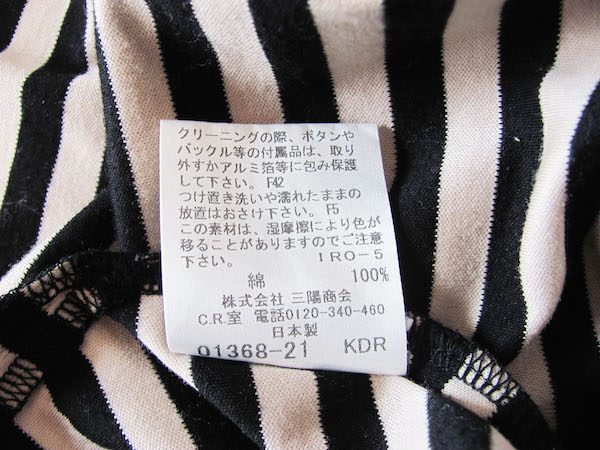 クリーニングの際、ボタンや
バックル等の付属品は、取り
外すかアルミ箔等に包み保護
して下さい。 F42
つけ置き洗いや濡れたままの
放置はおさけ下さい。 F5
この素材は、湿摩擦により色が
移ることがありますのでご注意
下さい。 IRO-5
綿 100%
株式会社 三陽商会
C.R.室 電話0120-340-460
日本製
01368-21 KDR